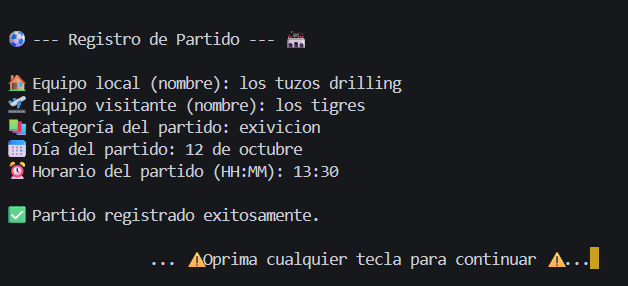 ⚽ --- Registro de Partido --- 🏟️
🏠 Equipo local (nombre): los tuzos drilling
🛫 Equipo visitante (nombre): los tigres
📚 Categoría del partido: exivicion
📅 Día del partido: 12 de octubre
⏰ Horario del partido (HH:MM): 13:30
✅ Partido registrado exitosamente.
... ⚠️Oprima cualquier tecla para continuar ⚠️...